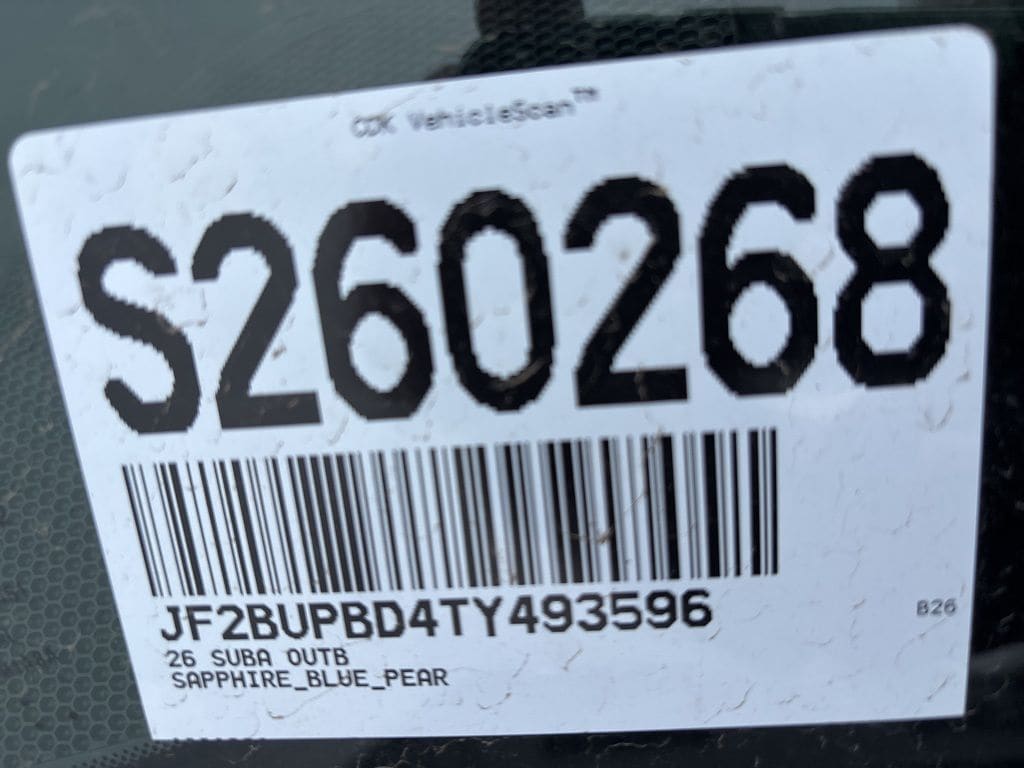 CDK VehicleScan™
S260268
JF2BUPBD4TY493596
B26
26 SUBA OUTB
SAPPHIRE_BLUE_PEAR